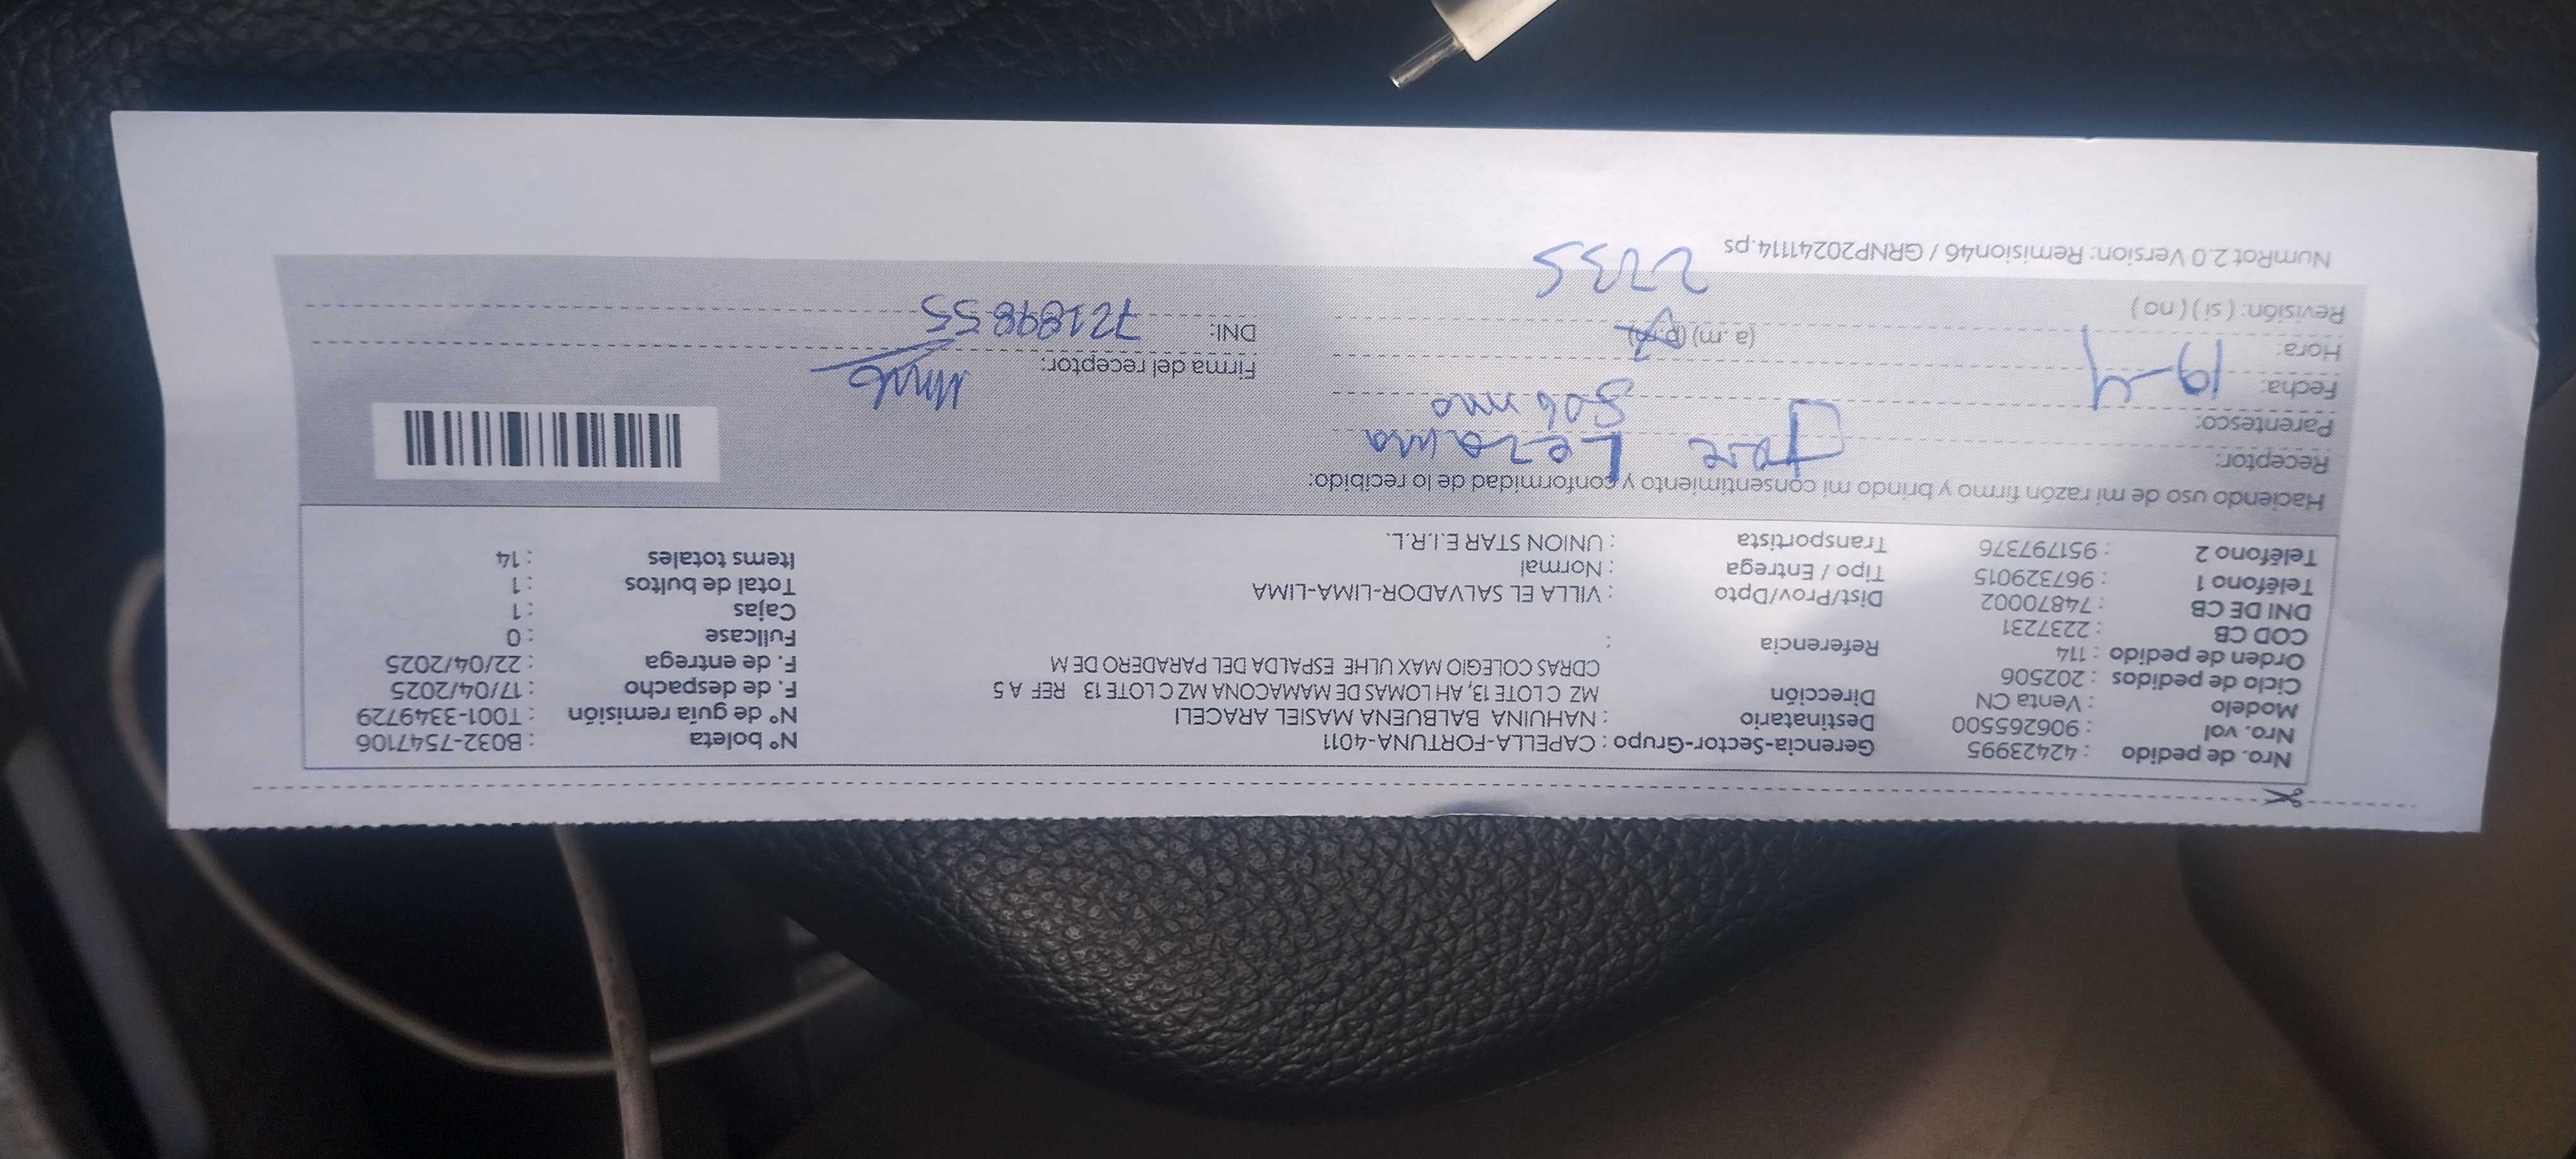 Nro. de pedido : 42423995 Gerencia-Sector-Grupo : CAPELLA-FORTUNA-4011 N° boleta : B032-7547106
Nro. vol : 906265500 Destinatario : NAHUINA BALBUENA MASIEL ARACELI N° de guía remisión : T001-3349729
Modelo : Venta CN Dirección MZ C LOTE 13, AH LOMAS DE MAMACONA MZ C LOTE 13 REF A 5 F. de despacho : 17/04/2025
Ciclo de pedidos : 202506 CDRAS COLEGIO MAX ULHE ESPALDA DEL PARADERO DE M F. de entrega : 22/04/2025
Orden de pedido : 114 Referencia : Fullcase : 0
COD CB : 2237231 Cajas : 1
DNI DE CB : 74870002 Dist/Prov/Dpto : VILLA EL SALVADOR-LIMA-LIMA Total de bultos : 1
Teléfono 1 : 967329015 Tipo / Entrega : Normal Items totales : 14
Teléfono 2 : 951797376 Transportista : UNION STAR E.I.R.L.
Haciendo uso de mi razón firmo y brindo mi consentimiento y conformidad de lo recibido:
Receptor: Jose Lezama
Parentesco: Sobrino
Fecha: 19-4 Firma del receptor:
Hora: (a.m) (p.m) DNI: 72189855
Revisión: ( si ) ( no )
2235
NumRot 2.0 Version: Remision46 / GRNP20241114.ps